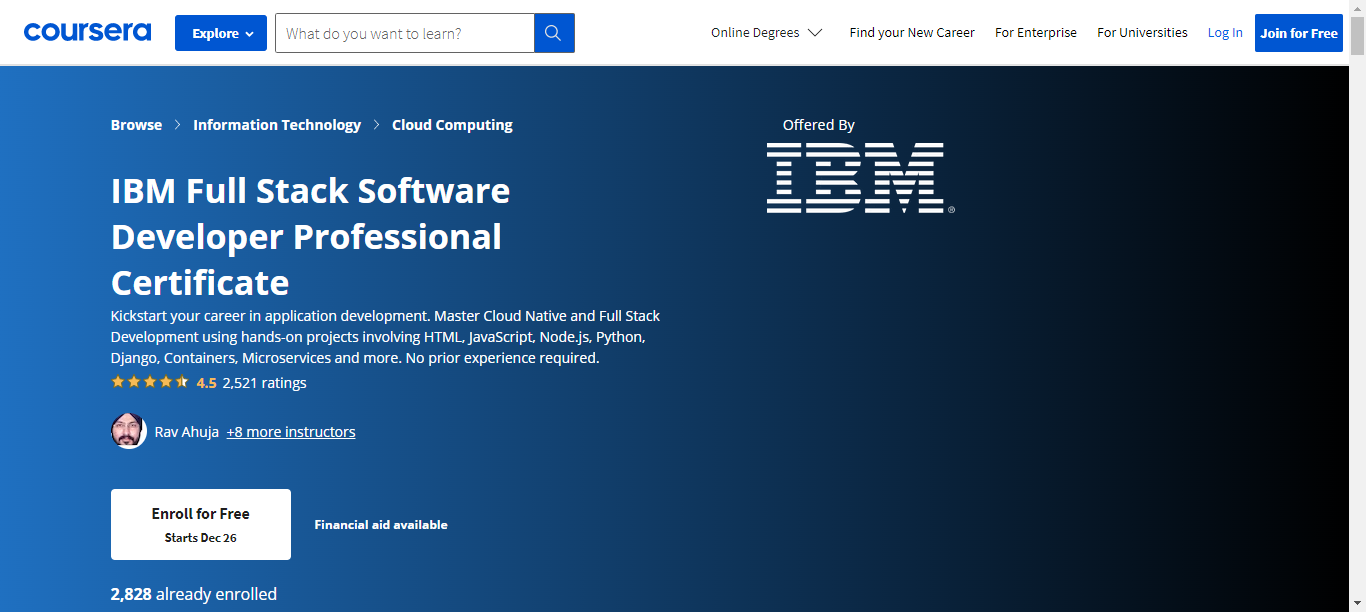 coursera
Explore
What do you want to learn?
Online Degrees
Find your New Career
For Enterprise
For Universities
Log In
Join for Free
Browse > Information Technology > Cloud Computing
Offered By
IBM®
IBM Full Stack Software
Developer Professional
Certificate
Kickstart your career in application development. Master Cloud Native and Full Stack
Development using hands-on projects involving HTML, JavaScript, Node.js, Python,
Django, Containers, Microservices and more. No prior experience required.
4.5 2,521 ratings
Rav Ahuja +8 more instructors
Enroll for Free
Starts Dec 26
Financial aid available
2,828 already enrolled